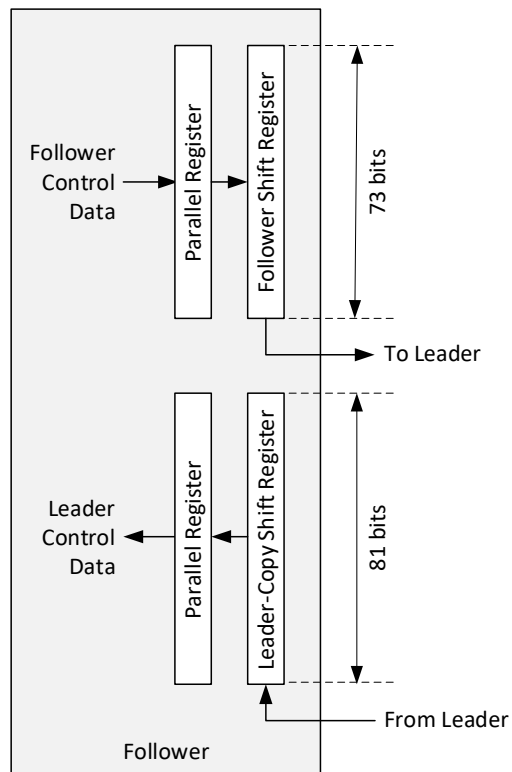 Follower
Control
Data
Parallel Register
Follower Shift Register
73 bits
To Leader
Leader
Control
Data
Parallel Register
Leader-Copy Shift Register
81 bits
From Leader
Follower